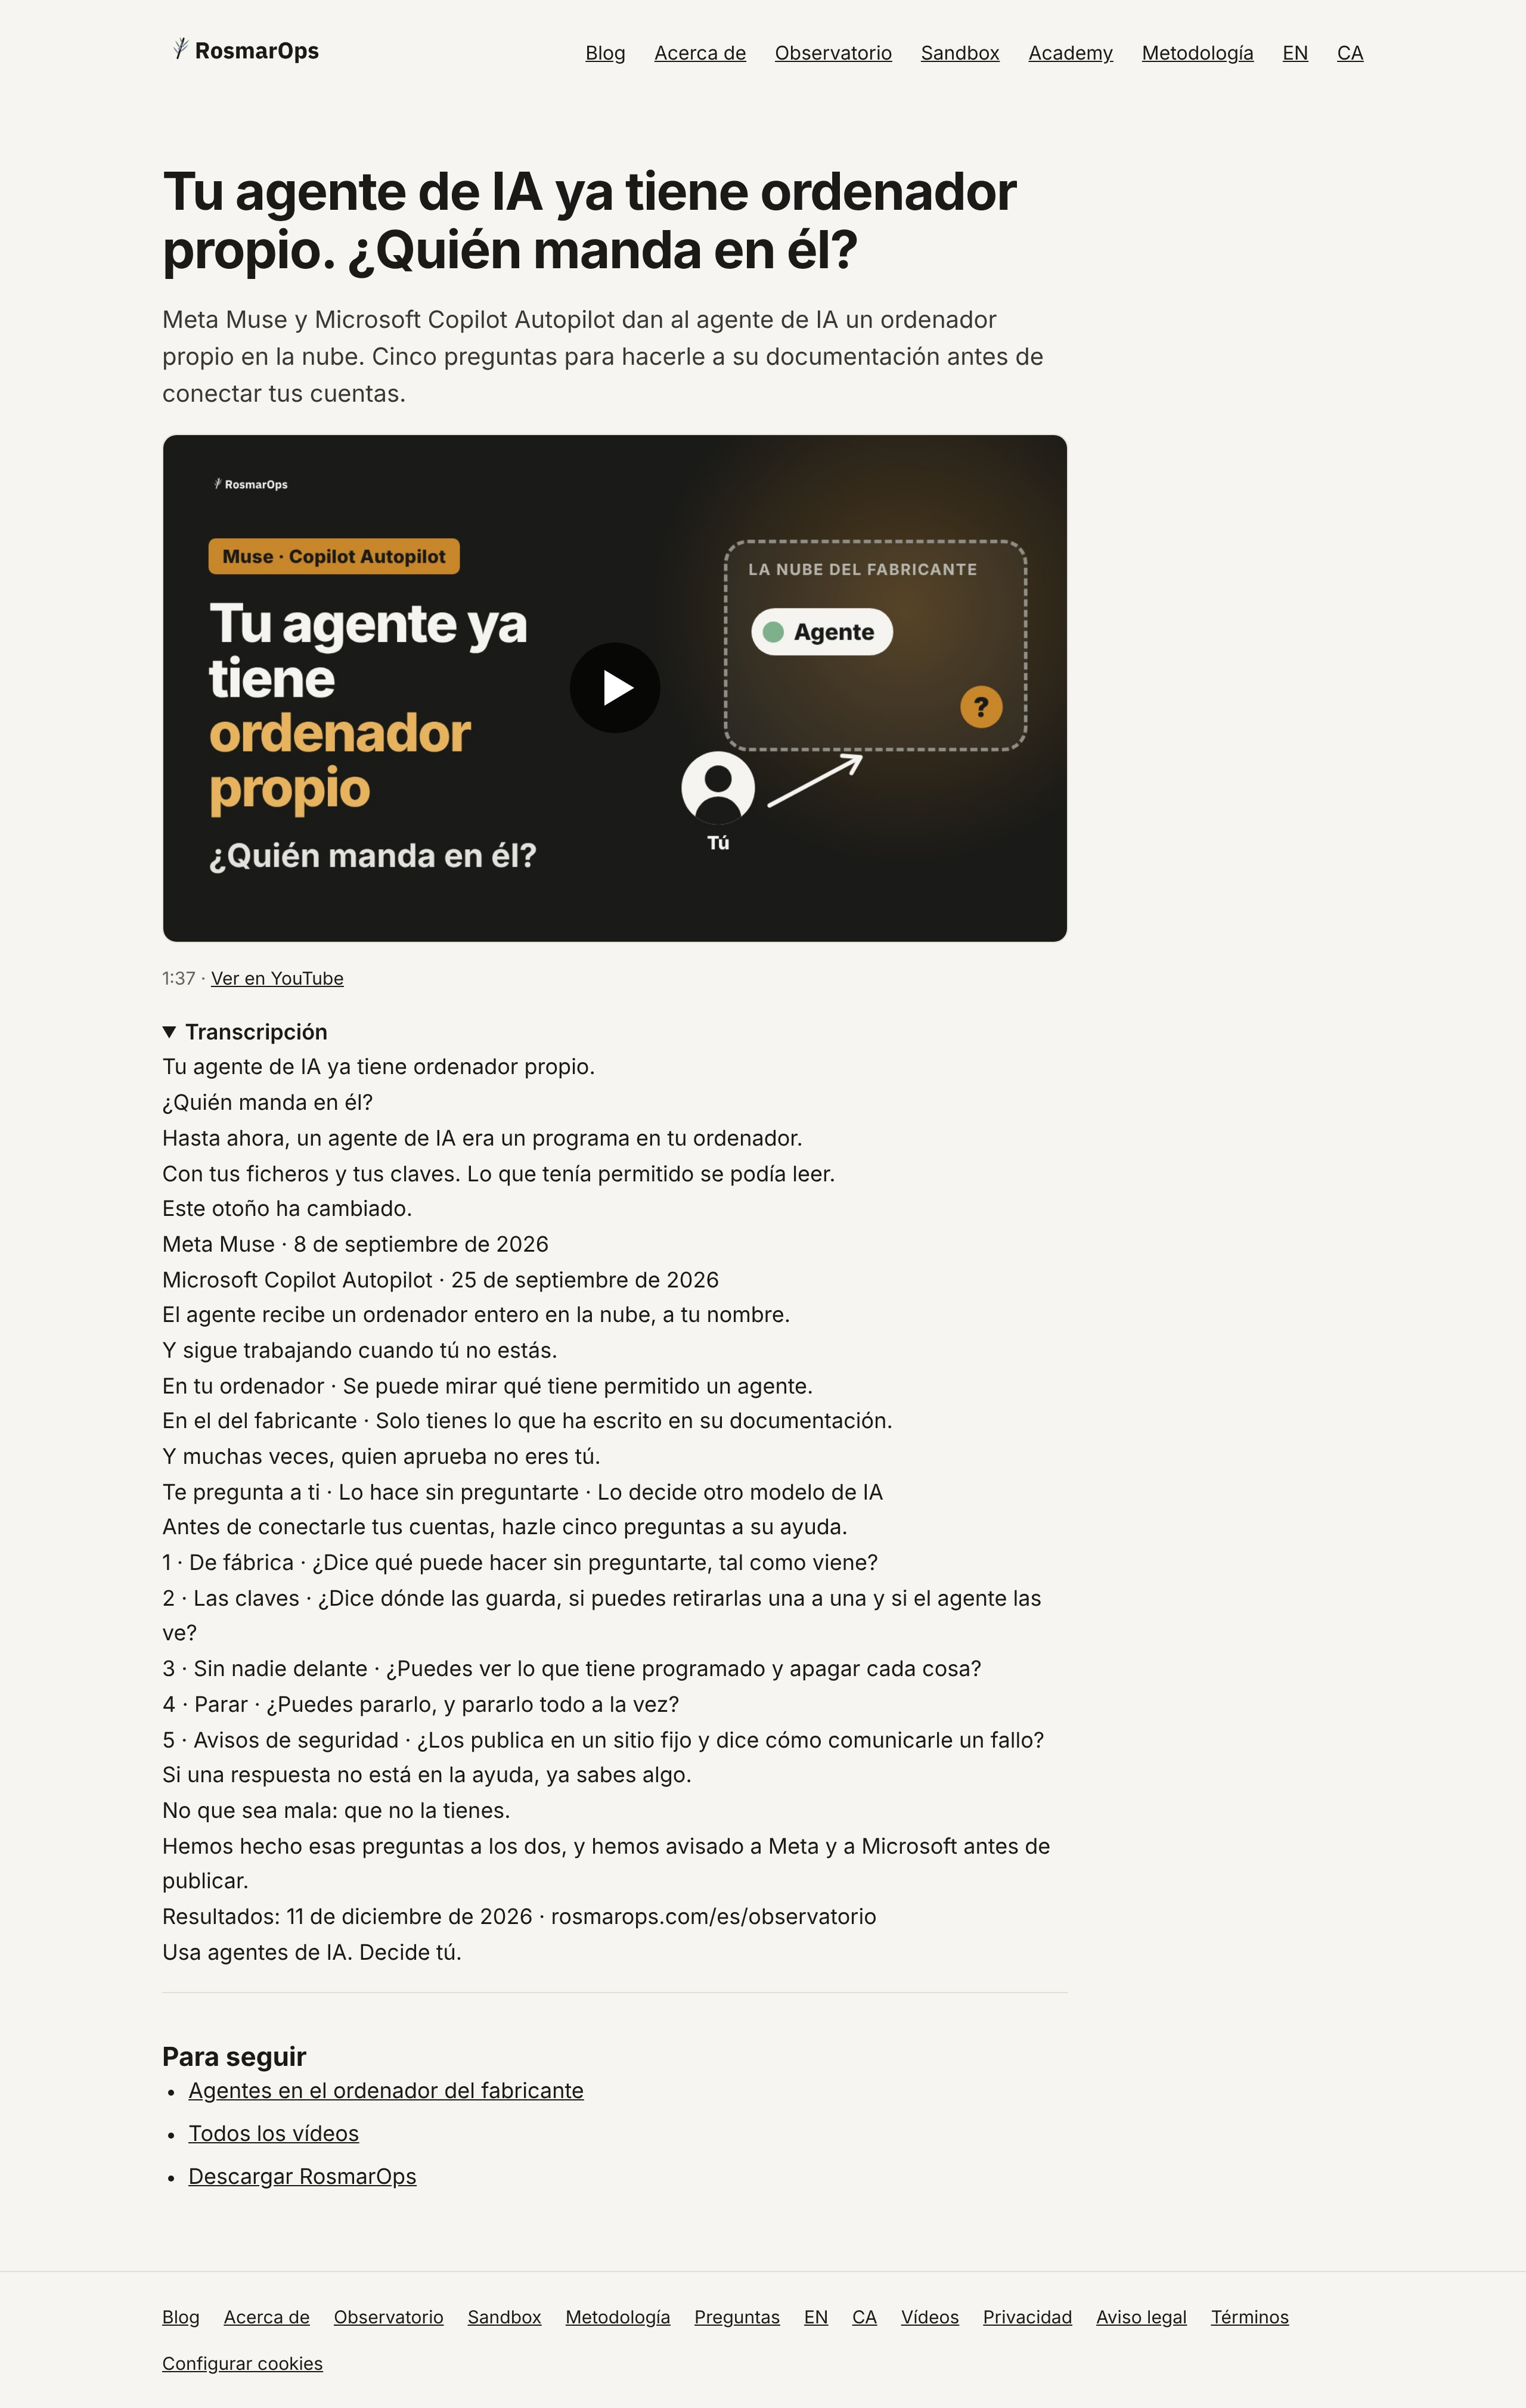 RosmarOps
Blog Acerca de Observatorio Sandbox Academy Metodología EN CA
Tu agente de IA ya tiene ordenador
propio. ¿Quién manda en él?
Meta Muse y Microsoft Copilot Autopilot dan al agente de IA un ordenador
propio en la nube. Cinco preguntas para hacerle a su documentación antes de
conectar tus cuentas.
RosmarOps
Muse · Copilot Autopilot
Tu agente ya
tiene
ordenador
propio
¿Quién manda en él?
LA NUBE DEL FABRICANTE
Agente
?
Tú
1:37 · Ver en YouTube
Transcripción
Tu agente de IA ya tiene ordenador propio.
¿Quién manda en él?
Hasta ahora, un agente de IA era un programa en tu ordenador.
Con tus ficheros y tus claves. Lo que tenía permitido se podía leer.
Este otoño ha cambiado.
Meta Muse · 8 de septiembre de 2026
Microsoft Copilot Autopilot · 25 de septiembre de 2026
El agente recibe un ordenador entero en la nube, a tu nombre.
Y sigue trabajando cuando tú no estás.
En tu ordenador · Se puede mirar qué tiene permitido un agente.
En el del fabricante · Solo tienes lo que ha escrito en su documentación.
Y muchas veces, quien aprueba no eres tú.
Te pregunta a ti · Lo hace sin preguntarte · Lo decide otro modelo de IA
Antes de conectarle tus cuentas, hazle cinco preguntas a su ayuda.
1 · De fábrica · ¿Dice qué puede hacer sin preguntarte, tal como viene?
2 · Las claves · ¿Dice dónde las guarda, si puedes retirarlas una a una y si el agente las
ve?
3 · Sin nadie delante · ¿Puedes ver lo que tiene programado y apagar cada cosa?
4 · Parar · ¿Puedes pararlo, y pararlo todo a la vez?
5 · Avisos de seguridad · ¿Los publica en un sitio fijo y dice cómo comunicarle un fallo?
Si una respuesta no está en la ayuda, ya sabes algo.
No que sea mala: que no la tienes.
Hemos hecho esas preguntas a los dos, y hemos avisado a Meta y a Microsoft antes de
publicar.
Resultados: 11 de diciembre de 2026 · rosmarops.com/es/observatorio
Usa agentes de IA. Decide tú.
Para seguir
• Agentes en el ordenador del fabricante
• Todos los vídeos
• Descargar RosmarOps
Blog Acerca de Observatorio Sandbox Metodología Preguntas EN CA Vídeos Privacidad Aviso legal Términos
Configurar cookies